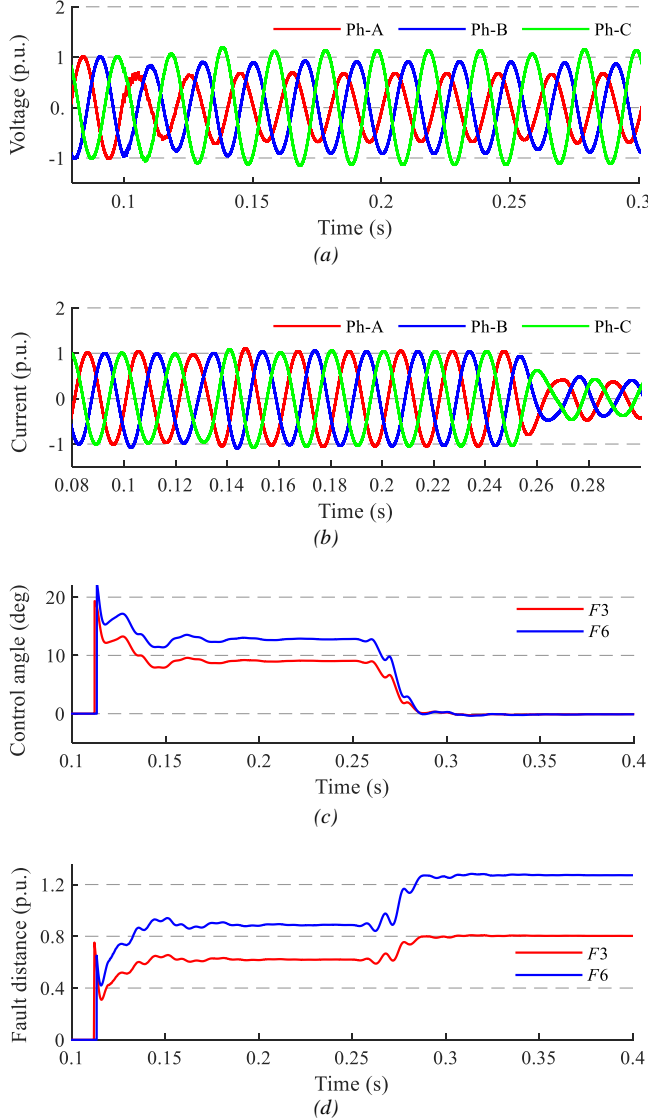 2
Ph-A Ph-B Ph-C
1
0
-1
Voltage (p.u.)
0.1 0.15 0.2 0.25 0.3
Time (s)
(a)
2
Ph-A Ph-B Ph-C
1
0
-1
Current (p.u.)
0.08 0.1 0.12 0.14 0.16 0.18 0.2 0.22 0.24 0.26 0.28
Time (s)
(b)
20
F3
F6
10
0
Control angle (deg)
0.1 0.15 0.2 0.25 0.3 0.35 0.4
Time (s)
(c)
1.2
0.8
F3
F6
0.4
0
Fault distance (p.u.)
0.1 0.15 0.2 0.25 0.3 0.35 0.4
Time (s)
(d)